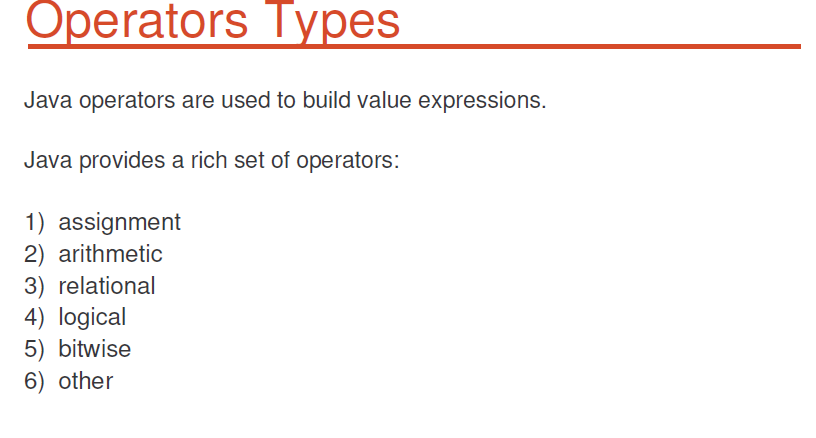 Operators Types
Java operators are used to build value expressions.
Java provides a rich set of operators:
1) assignment
2) arithmetic
3) relational
4) logical
5) bitwise
6) other